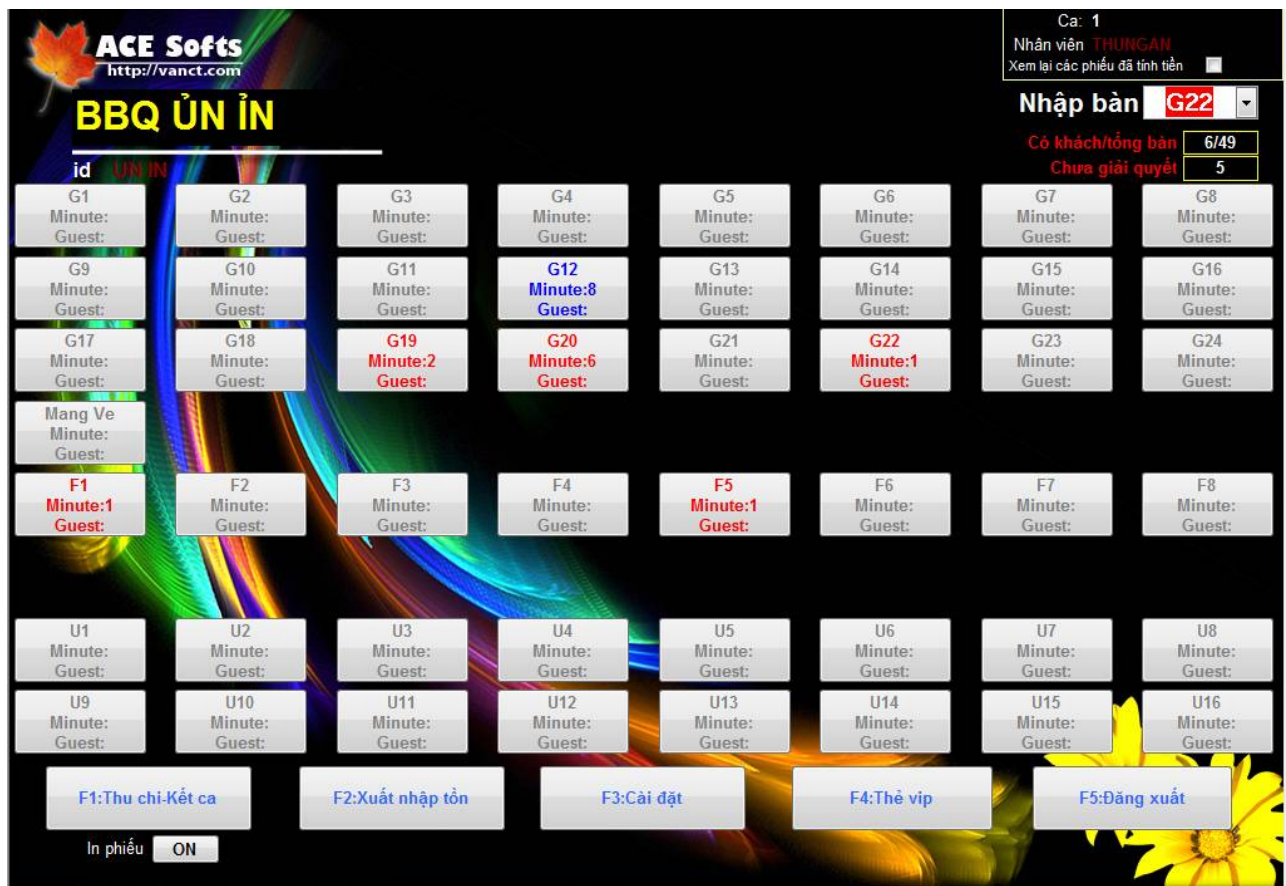 ACE Softs
http://vanct.com
BBQ ỦN ỈN
id UN IN
Ca: 1
Nhân viên THUNGAN
Xem lại các phiếu đã tính tiền
Nhập bàn G22
Có khách/tổng bàn 6/49
Chưa giải quyết 5
G1 G2 G3 G4 G5 G6 G7 G8
Minute: Minute: Minute: Minute: Minute: Minute: Minute: Minute:
Guest: Guest: Guest: Guest: Guest: Guest: Guest: Guest:
G9 G10 G11 G12 G13 G14 G15 G16
Minute: Minute: Minute: Minute:8 Minute: Minute: Minute: Minute:
Guest: Guest: Guest: Guest: Guest: Guest: Guest: Guest:
G17 G18 G19 G20 G21 G22 G23 G24
Minute: Minute: Minute:2 Minute:6 Minute: Minute:1 Minute: Minute:
Guest: Guest: Guest: Guest: Guest: Guest: Guest: Guest:
Mang Ve
Minute:
Guest:
F1 F2 F3 F4 F5 F6 F7 F8
Minute:1 Minute: Minute: Minute: Minute:1 Minute: Minute: Minute:
Guest: Guest: Guest: Guest: Guest: Guest: Guest: Guest:
U1 U2 U3 U4 U5 U6 U7 U8
Minute: Minute: Minute: Minute: Minute: Minute: Minute: Minute:
Guest: Guest: Guest: Guest: Guest: Guest: Guest: Guest:
U9 U10 U11 U12 U13 U14 U15 U16
Minute: Minute: Minute: Minute: Minute: Minute: Minute: Minute:
Guest: Guest: Guest: Guest: Guest: Guest: Guest: Guest:
F1:Thu chi-Kết ca F2:Xuất nhập tồn F3:Cài đặt F4:Thẻ vip F5:Đăng xuất
In phiếu ON